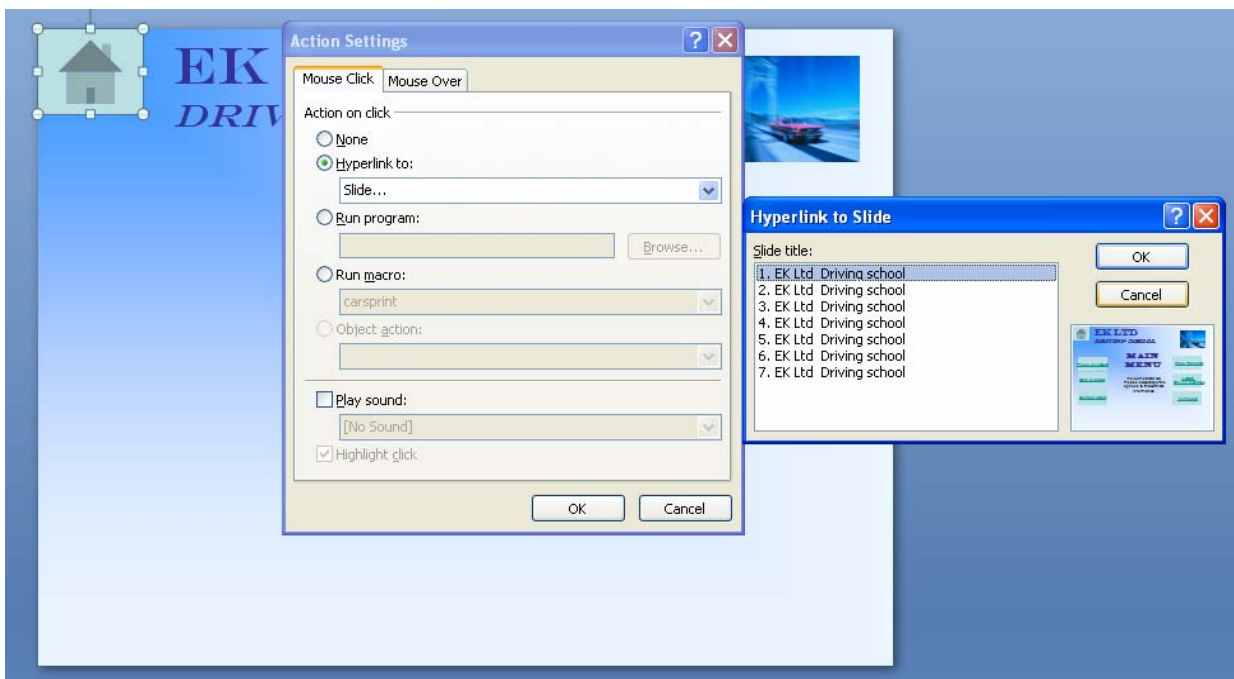 EK
DRIV
Action Settings
Mouse Click Mouse Over
Action on click
None
Hyperlink to:
Slide...
Run program:
Browse...
Run macro:
carsprint
Object action:
Play sound:
[No Sound]
Highlight click
OK Cancel
Hyperlink to Slide
Slide title:
1. EK Ltd Driving school
2. EK Ltd Driving school
3. EK Ltd Driving school
4. EK Ltd Driving school
5. EK Ltd Driving school
6. EK Ltd Driving school
7. EK Ltd Driving school
OK
Cancel
EK LTD
DRIVING SCHOOL
MAIN
MENU